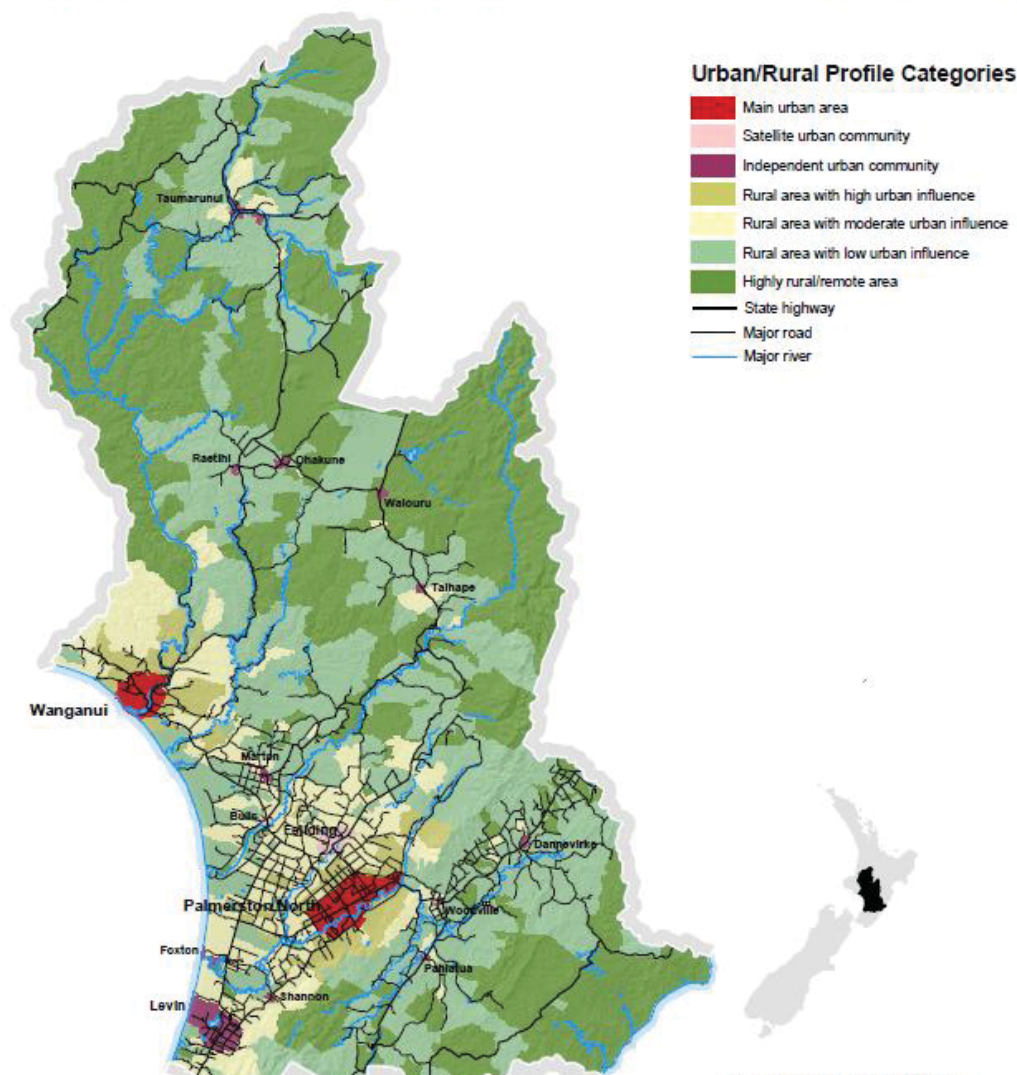 Urban/Rural Profile Categories
Main urban area
Satellite urban community
Independent urban community
Rural area with high urban influence
Rural area with moderate urban influence
Rural area with low urban influence
Highly rural/remote area
State highway
Major road
Major river
Taumarunui
Raetihi
Ohakune
Waiouru
Taihape
Wanganui
Marton
Bulls
Feilding
Dannevirke
Palmerston North
Woodville
Foxton
Pahiatua
Levin
Shannon